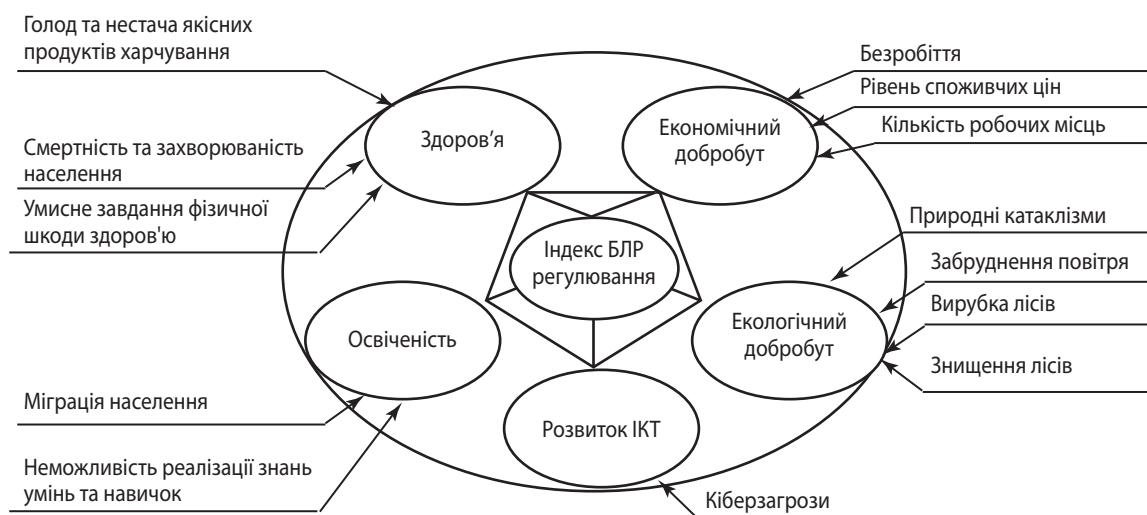 Голод та нестача якісних
продуктів харчування
Безробіття
Рівень споживчих цін
Кількість робочих місць
Здоров’я
Економічний
добробут
Смертність та захворюваність
населення
Умисне завдання фізичної
шкоди здоров'ю
Індекс БЛР
регулювання
Природні катаклізми
Забруднення повітря
Вирубка лісів
Знищення лісів
Освіченість
Екологічний
добробут
Міграція населення
Розвиток ІКТ
Неможливість реалізації знань
умінь та навичок
Кіберзагрози